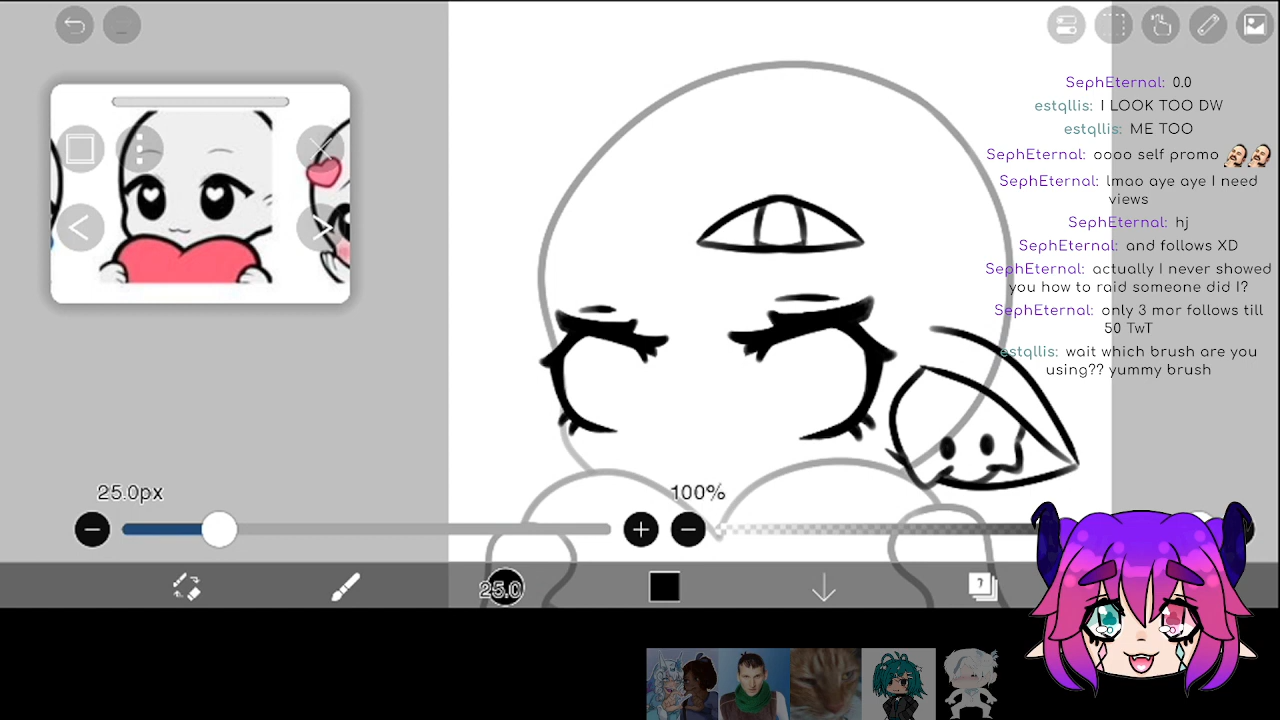 SephEternal: 0.0
estqllis: I LOOK TOO DW
estqllis: ME TOO
SephEternal: oooo self promo
SephEternal: lmao aye aye I need
views
SephEternal: hj
SephEternal: and follows XD
SephEternal: actually I never showed
you how to raid someone did I?
SephEternal: only 3 mor follows till
50 TwT
estqllis: wait which brush are you
using?? yummy brush
25.0px
100%
25.0
?